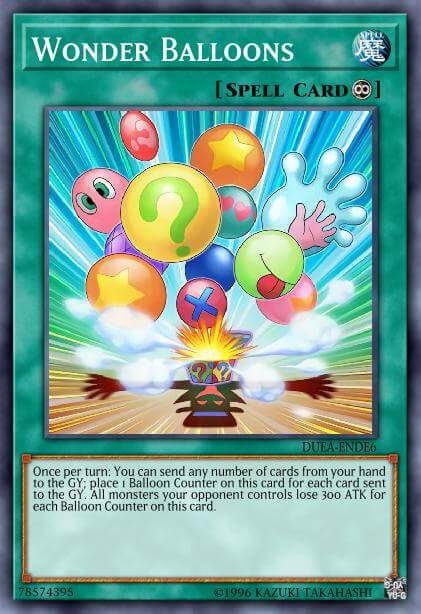 WONDER BALLOONS
[SPELL CARD]
DUEA-ENDE6
Once per turn: You can send any number of cards from your hand
to the GY; place 1 Balloon Counter on this card for each card sent
to the GY. All monsters your opponent controls lose 300 ATK for
each Balloon Counter on this card.
78574395
©1996 KAZUKI TAKAHASHI